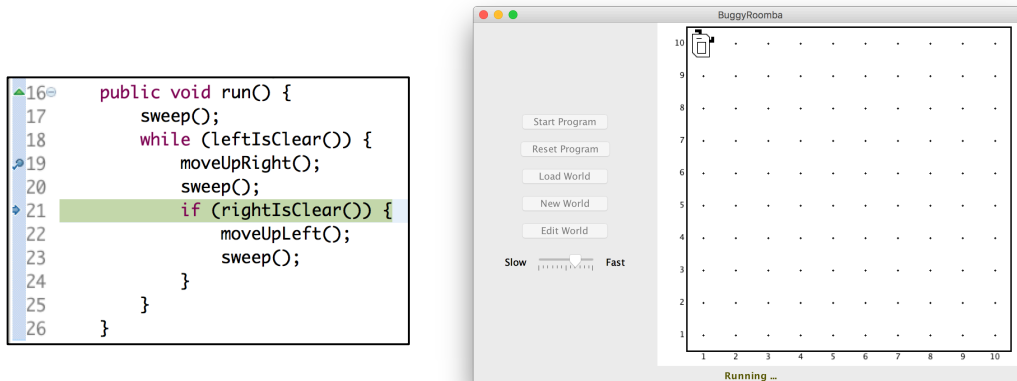 16 public void run() {
17 sweep();
18 while (leftIsClear()) {
19 moveUpRight();
20 sweep();
21 if (rightIsClear()) {
22 moveUpLeft();
23 sweep();
24 }
25 }
26 }
BuggyRoomba
Start Program
Reset Program
Load World
New World
Edit World
Slow Fast
10
9
8
7
6
5
4
3
2
1
1 2 3 4 5 6 7 8 9 10
Running ...